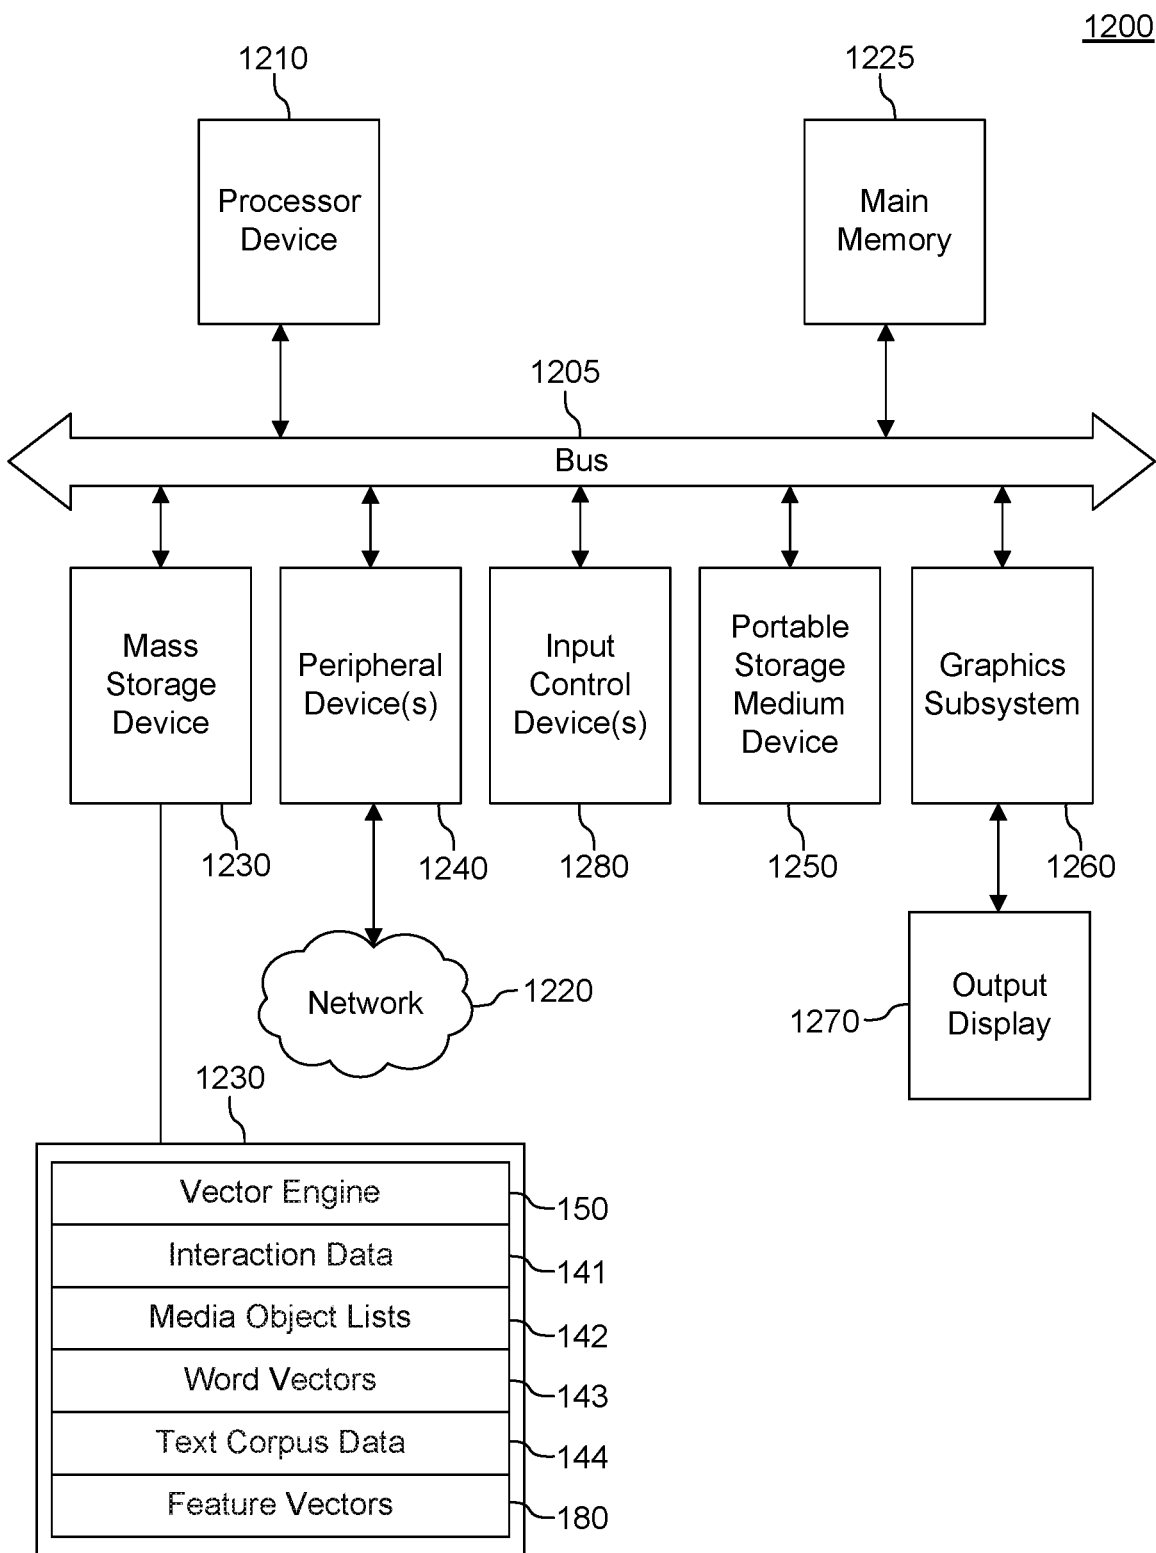 1200
1210
1225
Processor
Device
Main
Memory
1205
Bus
Mass
Storage
Device
Peripheral
Device(s)
Input
Control
Device(s)
Portable
Storage
Medium
Device
Graphics
Subsystem
1230
1240
1280
1250
1260
Network
1220
Output
Display
1270
1230
Vector Engine
150
Interaction Data
141
Media Object Lists
142
Word Vectors
143
Text Corpus Data
144
Feature Vectors
180